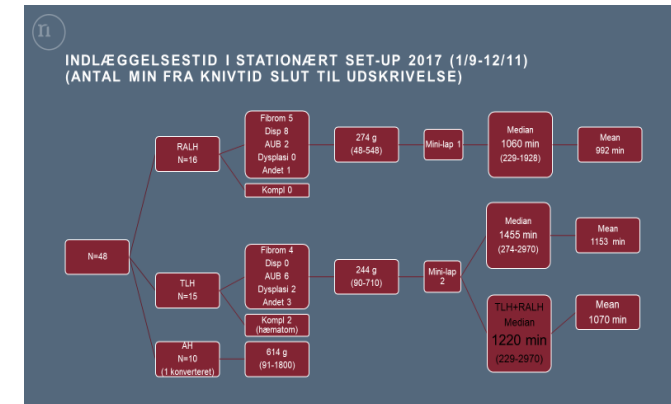 n
INDLÆGGELSESTID I STATIONÆRT SET-UP 2017 (1/9-12/11)
(ANTAL MIN FRA KNIVTID SLUT TIL UDSKRIVELSE)
N=48
RALH
N=16
Fibrom 5
Disp 8
AUB 2
Dysplasi 0
Andet 1
Kompl 0
274 g
(48-548)
Mini-lap 1
Median
1060 min
(229-1928)
Mean
992 min
TLH
N=15
Fibrom 4
Disp 0
AUB 6
Dysplasi 2
Andet 3
Kompl 2
(hæmatom)
244 g
(90-710)
Mini-lap
2
Median
1455 min
(274-2970)
Mean
1153 min
TLH+RALH
Median
1220 min
(229-2970)
Mean
1070 min
AH
N=10
(1 konverteret)
614 g
(91-1800)